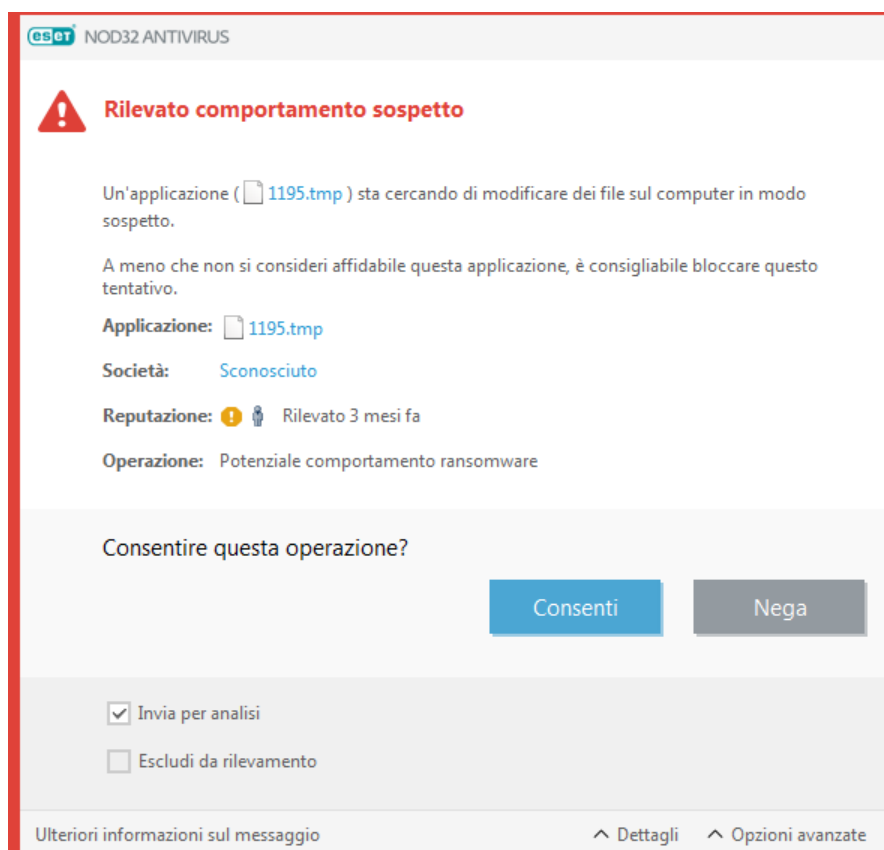 eset NOD32 ANTIVIRUS
Rilevato comportamento sospetto
Un'applicazione ( 1195.tmp ) sta cercando di modificare dei file sul computer in modo
sospetto.
A meno che non si consideri affidabile questa applicazione, è consigliabile bloccare questo
tentativo.
Applicazione: 1195.tmp
Società: Sconosciuto
Reputazione: Rilevato 3 mesi fa
Operazione: Potenziale comportamento ransomware
Consentire questa operazione?
Consenti Nega
Invia per analisi
Escludi da rilevamento
Ulteriori informazioni sul messaggio Dettagli Opzioni avanzate